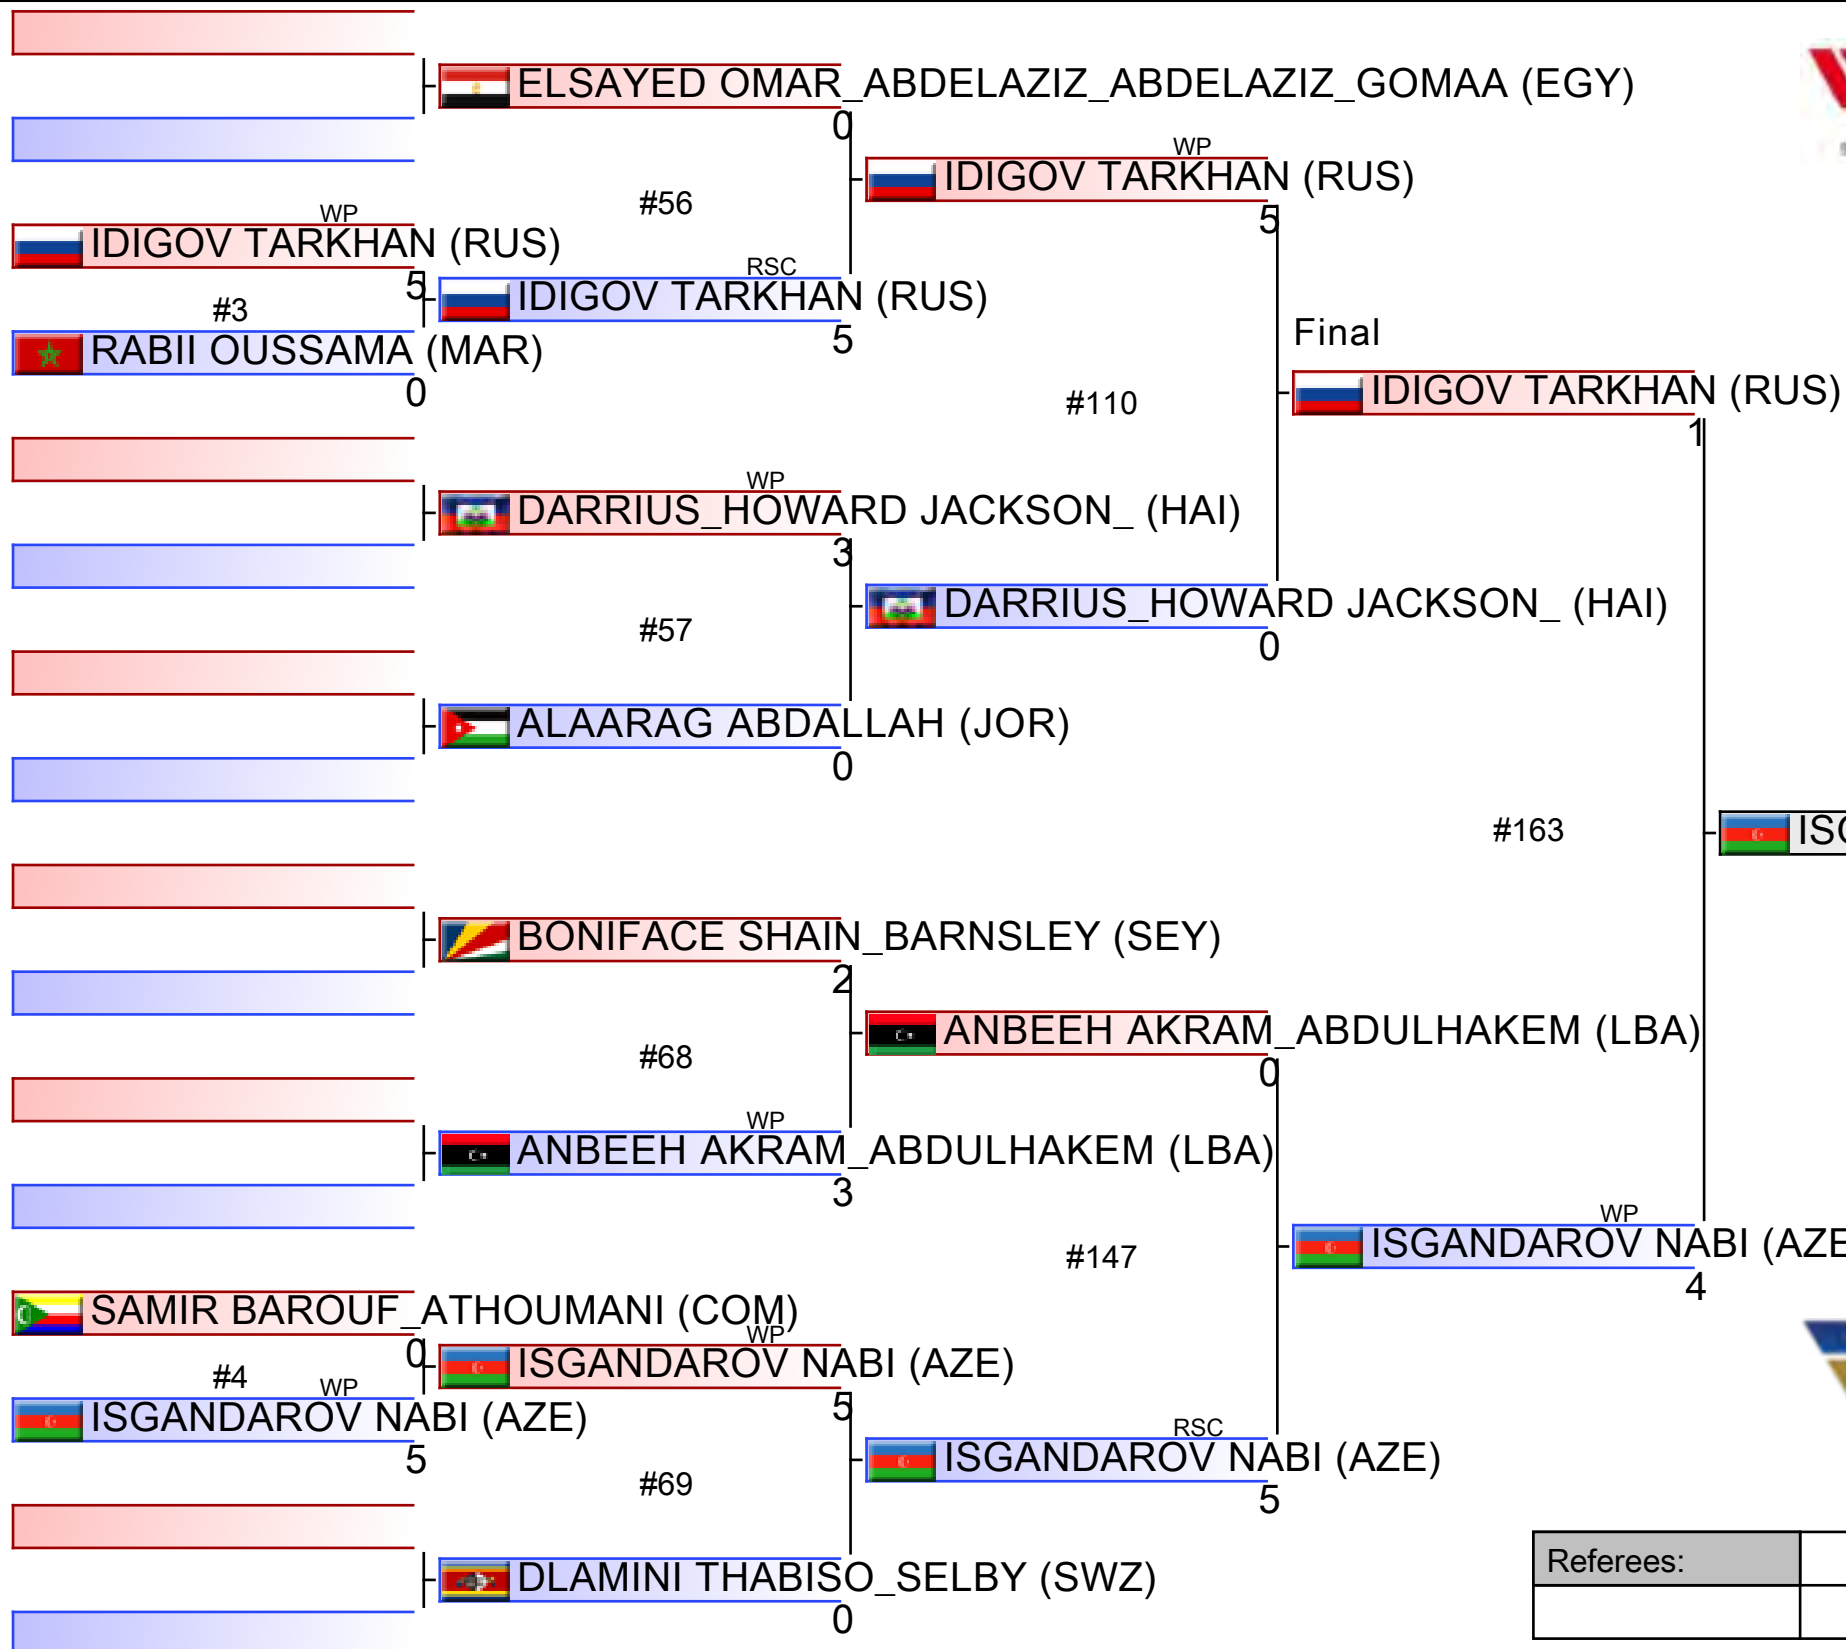 ELSAYED OMAR_ABDELAZIZ_ABDELAZIZ_GOMAA (EGY)
0
WP
IDIGOV TARKHAN (RUS)
5
#56
WP
IDIGOV TARKHAN (RUS)
5
#3
RSC
IDIGOV TARKHAN (RUS)
5
RABII OUSSAMA (MAR)
0
Final
IDIGOV TARKHAN (RUS)
1
#110
WP
DARRIUS_HOWARD JACKSON_ (HAI)
3
DARRIUS_HOWARD JACKSON_ (HAI)
0
#57
ALAARAG ABDALLAH (JOR)
0
#163
BONIFACE SHAIN_BARNSLEY (SEY)
2
ANBEEH AKRAM_ABDULHAKEM (LBA)
0
#68
WP
ANBEEH AKRAM_ABDULHAKEM (LBA)
3
#147
WP
ISGANDAROV NABI (AZE
4
SAMIR BAROUF_ATHOUMANI (COM)
0
WP
ISGANDAROV NABI (AZE)
5
#4
WP
ISGANDAROV NABI (AZE)
5
RSC
ISGANDAROV NABI (AZE)
5
#69
DLAMINI THABISO_SELBY (SWZ)
0
Referees: